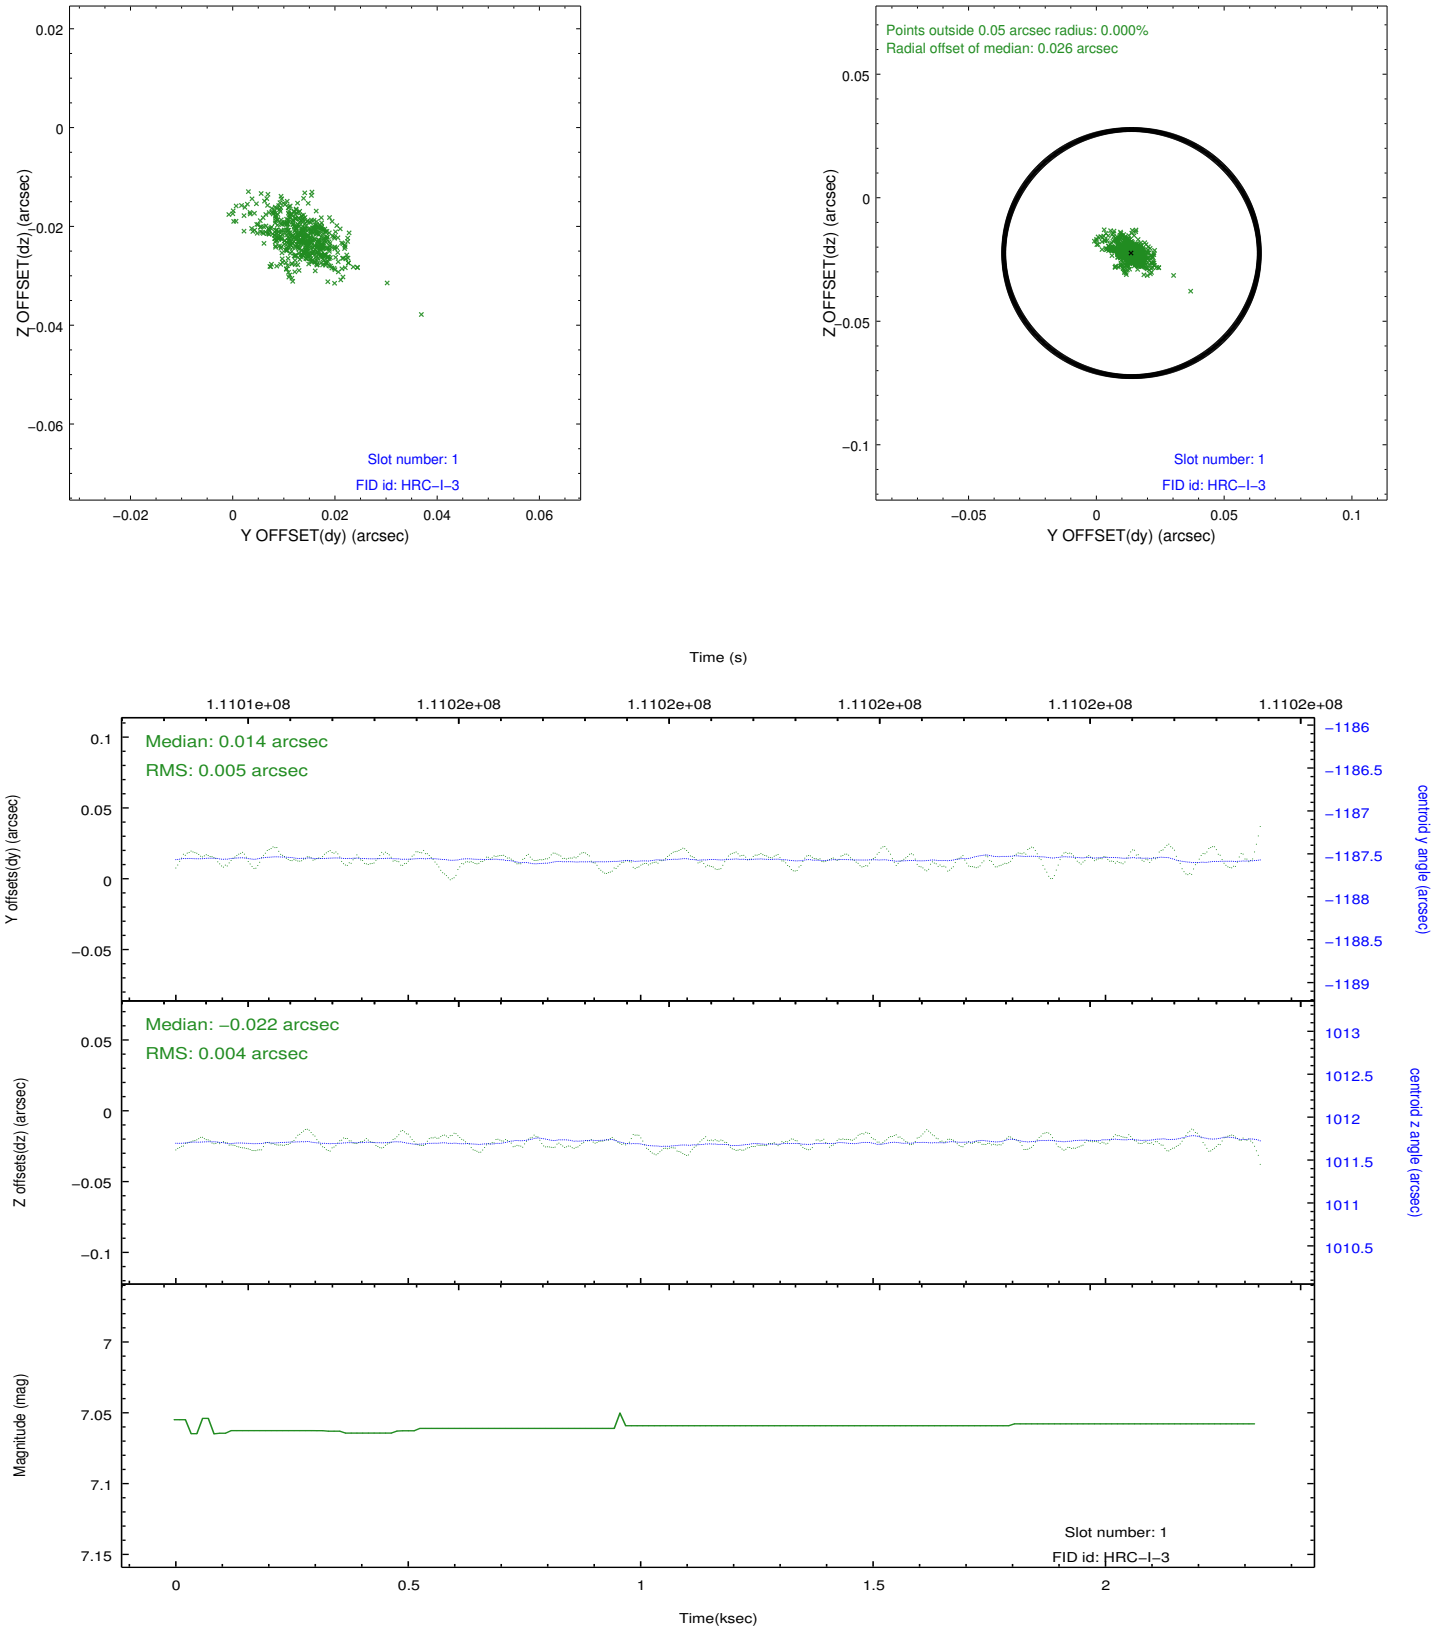 0.02
0
−0.02
−0.04
−0.06
Z OFFSET(dz) (arcsec)
Slot number: 1
FID id: HRC−I−3
−0.02
0
0.02
0.04
0.06
Y OFFSET(dy) (arcsec)
Points outside 0.05 arcsec radius: 0.000%
Radial offset of median: 0.026 arcsec
0.05
0
−0.05
−0.1
Z OFFSET(dz) (arcsec)
Slot number: 1
FID id: HRC−I−3
−0.05
0
0.05
0.1
Y OFFSET(dy) (arcsec)
Time (s)
1.1101e+08
1.1102e+08
1.1102e+08
1.1102e+08
1.1102e+08
1.1102e+08
Median: 0.014 arcsec
RMS: 0.005 arcsec
0.1
0.05
0
−0.05
Y offsets(dy) (arcsec)
−1186
−1186.5
−1187
−1187.5
−1188
−1188.5
−1189
centroid y angle (arcsec)
Median: −0.022 arcsec
RMS: 0.004 arcsec
0.05
0
−0.05
−0.1
Z offsets(dz) (arcsec)
1013
1012.5
1012
1011.5
1011
1010.5
centroid z angle (arcsec)
7
7.05
7.1
7.15
Magnitude (mag)
Slot number: 1
FID id: HRC−I−3
0
0.5
1
1.5
2
Time(ksec)